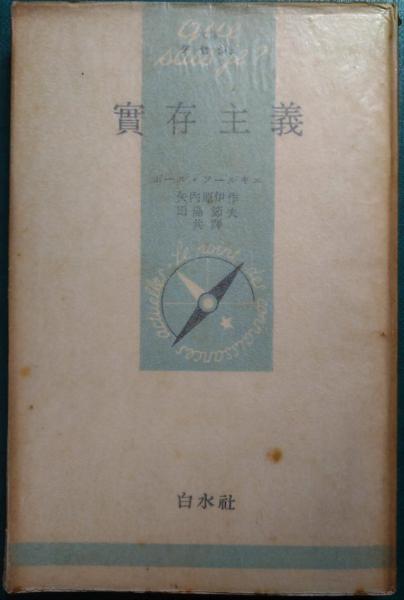 que
sais-je?
實存主義
ポール・フールキエ
矢内原伊作
田島節夫
共譯
le point des connaissances actuelles
白水社